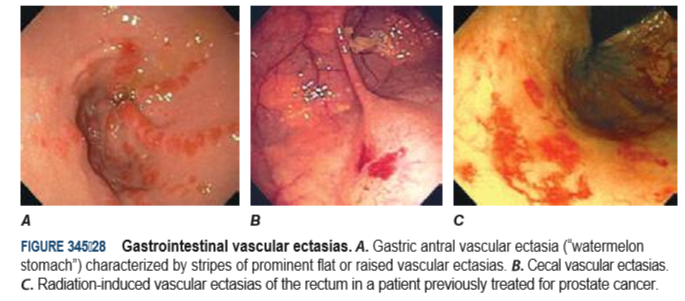 A
B
C
FIGURE 345-28 Gastrointestinal vascular ectasias. A. Gastric antral vascular ectasia (“watermelon
stomach”) characterized by stripes of prominent flat or raised vascular ectasias. B. Cecal vascular ectasias.
C. Radiation-induced vascular ectasias of the rectum in a patient previously treated for prostate cancer.